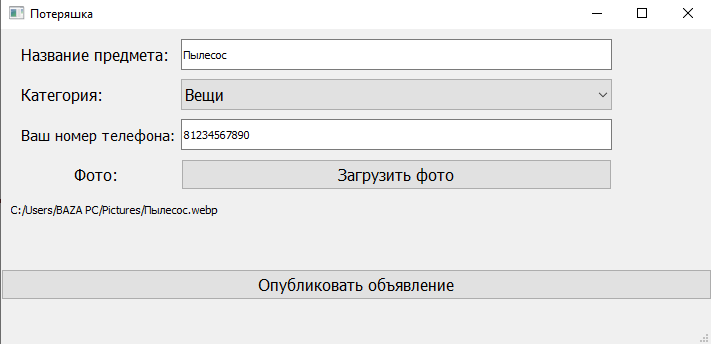 Потеряшка
Название предмета: Пылесос
Категория: Вещи
Ваш номер телефона: 81234567890
Фото: Загрузить фото
C:/Users/BAZA PC/Pictures/Пылесос.webp
Опубликовать объявление